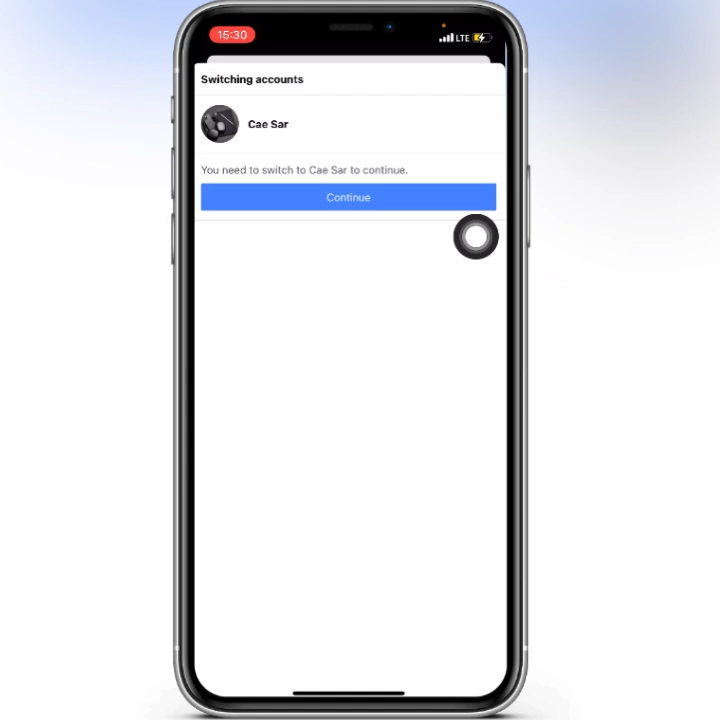 15:30
LTE
Switching accounts
Cae Sar
You need to switch to Cae Sar to continue.
Continue